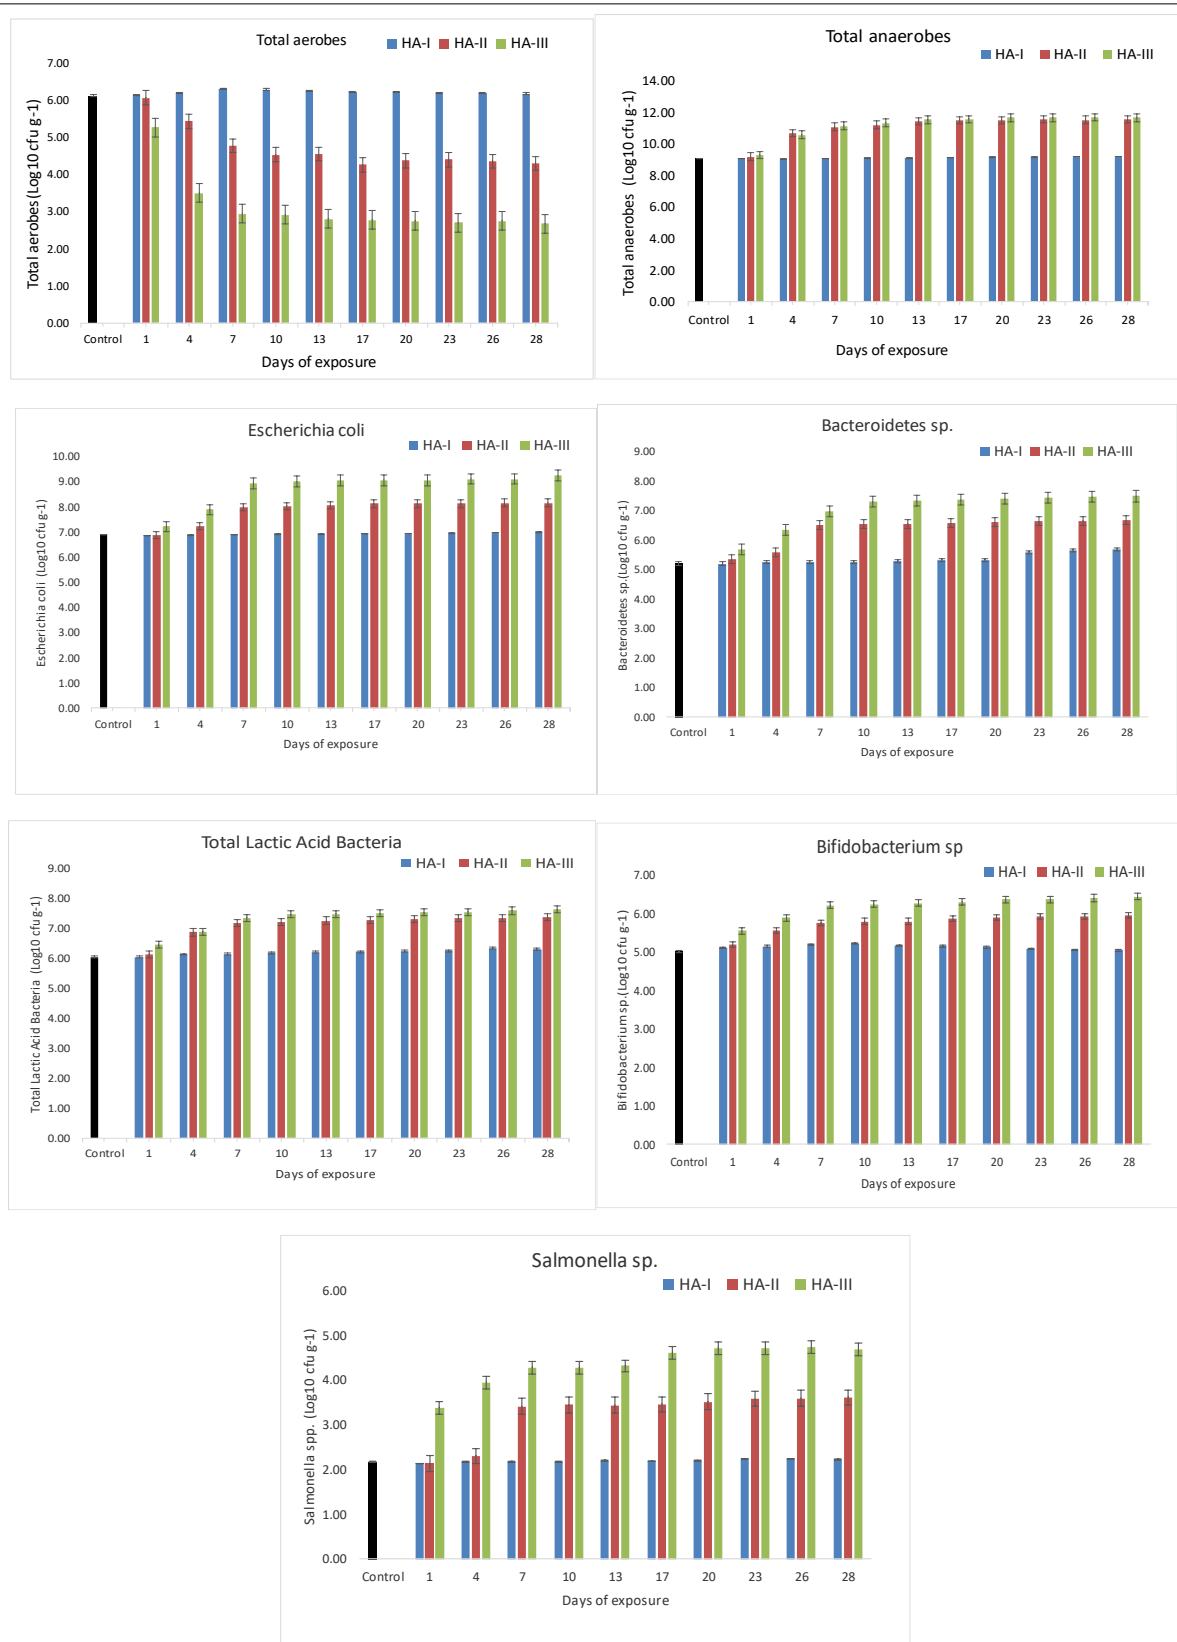 Total aerobes
HA-I HA-II HA-III
Total aerobes (Log10 cfu g-1)
7.00
6.00
5.00
4.00
3.00
2.00
1.00
0.00
Control 1 4 7 10 13 17 20 23 26 28
Days of exposure
Total anaerobes
HA-I HA-II HA-III
Total anaerobes (Log10 cfu g-1)
14.00
12.00
10.00
8.00
6.00
4.00
2.00
0.00
Control 1 4 7 10 13 17 20 23 26 28
Days of exposure
Escherichia coli
HA-I HA-II HA-III
Escherichia coli (Log10 cfu g-1)
10.00
9.00
8.00
7.00
6.00
5.00
4.00
3.00
2.00
1.00
0.00
Control 1 4 7 10 13 17 20 23 26 28
Days of exposure
Bacteroidetes sp.
HA-I HA-II HA-III
Bacteroidetes sp.(Log10 cfu g-1)
9.00
8.00
7.00
6.00
5.00
4.00
3.00
2.00
1.00
0.00
Control 1 4 7 10 13 17 20 23 26 28
Days of exposure
Total Lactic Acid Bacteria
HA-I HA-II HA-III
Total Lactic Acid Bacteria (Log10 cfu g-1)
9.00
8.00
7.00
6.00
5.00
4.00
3.00
2.00
1.00
0.00
Control 1 4 7 10 13 17 20 23 26 28
Days of exposure
Bifidobacterium sp
HA-I HA-II HA-III
Bifidobacterium sp.(Log10 cfu g-1)
7.00
6.00
5.00
4.00
3.00
2.00
1.00
0.00
Control 1 4 7 10 13 17 20 23 26 28
Days of exposure
Salmonella sp.
HA-I HA-II HA-III
Salmonella spp. (Log10 cfu g-1)
6.00
5.00
4.00
3.00
2.00
1.00
0.00
Control 1 4 7 10 13 17 20 23 26 28
Days of exposure